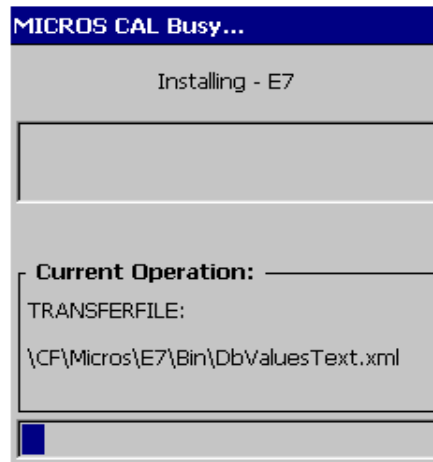 MICROS CAL Busy...
Installing - E7
Current Operation:
TRANSFERFILE:
\CF\Micros\E7\Bin\DbValuesText.xml